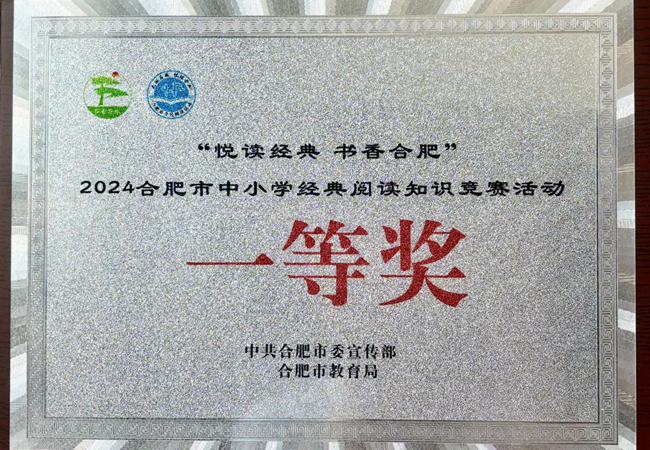 “悦读经典 书香合肥”
2024合肥市中小学经典阅读知识竞赛活动
一等奖
中共合肥市委宣传部
合肥市教育局